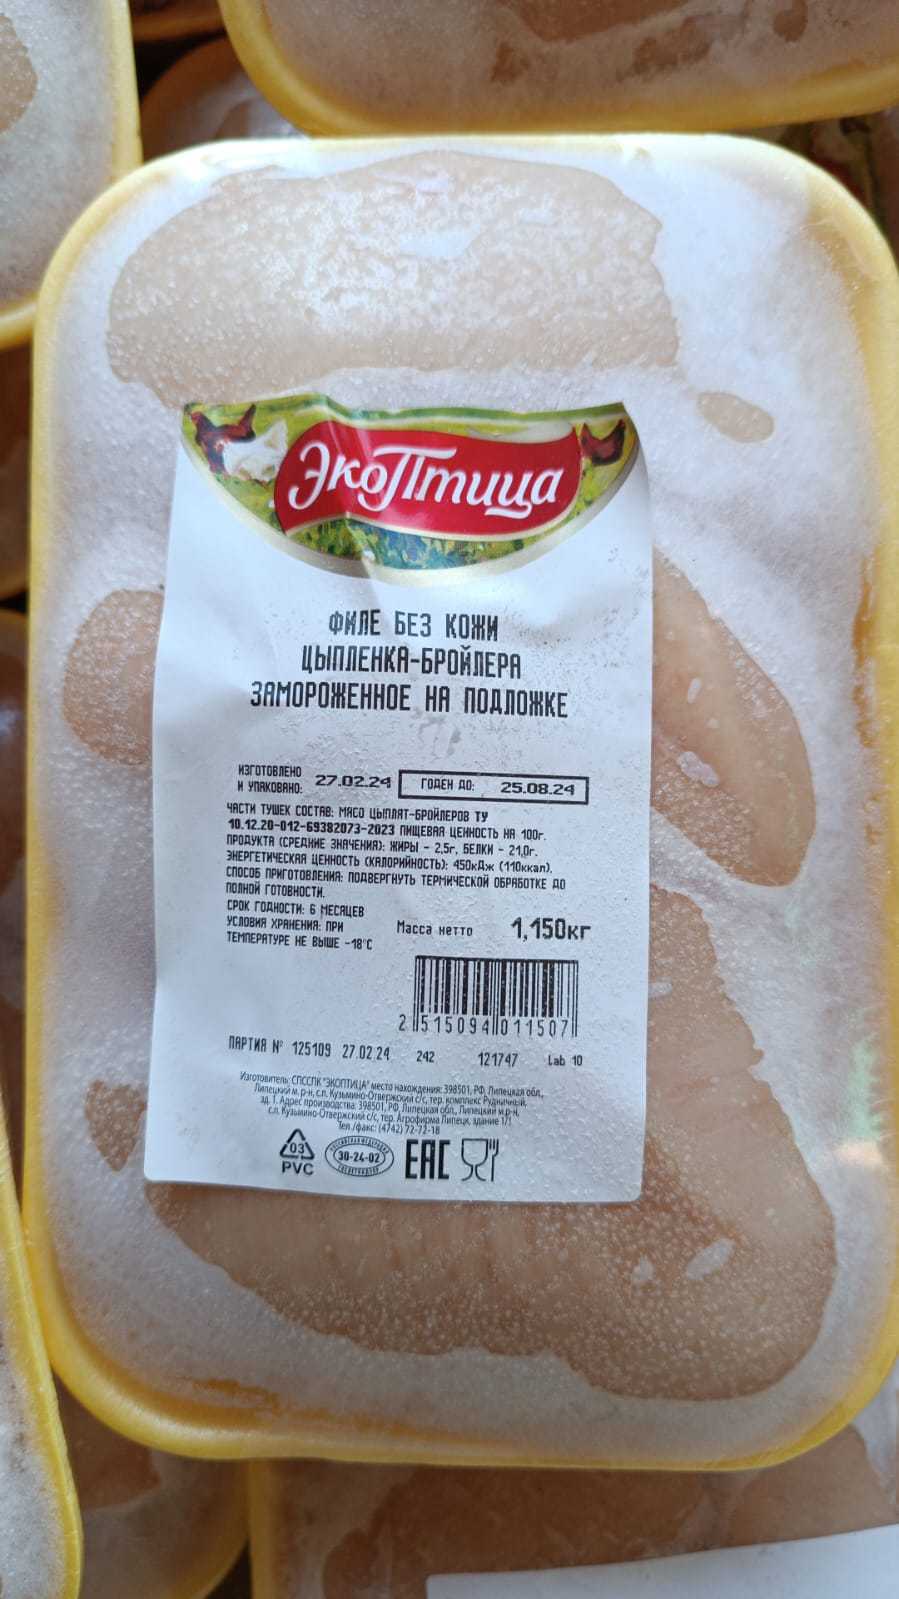 ЭкоПтица
ФИЛЕ БЕЗ КОЖИ
ЦЫПЛЕНКА-БРОЙЛЕРА
ЗАМОРОЖЕННОЕ НА ПОДЛОЖКЕ
ИЗГОТОВЛЕНО
И УПАКОВАНО: 27.02.24 ГОДЕН ДО: 25.08.24
ЧАСТИ ТУШЕК СОСТАВ: МЯСО ЦЫПЛЯТ-БРОЙЛЕРОВ ТУ
10.12.20-012-69382073-2023 ПИЩЕВАЯ ЦЕННОСТЬ НА 100г.
ПРОДУКТА (СРЕДНИЕ ЗНАЧЕНИЯ): ЖИРЫ - 2,5г, БЕЛКИ - 21,0г.
ЭНЕРГЕТИЧЕСКАЯ ЦЕННОСТЬ (КАЛОРИЙНОСТЬ): 450кДж (110ккал).
СПОСОБ ПРИГОТОВЛЕНИЯ: ПОДВЕРГНУТЬ ТЕРМИЧЕСКОЙ ОБРАБОТКЕ ДО
ПОЛНОЙ ГОТОВНОСТИ.
СРОК ГОДНОСТИ: 6 МЕСЯЦЕВ
УСЛОВИЯ ХРАНЕНИЯ: ПРИ
ТЕМПЕРАТУРЕ НЕ ВЫШЕ -18°С
Масса нетто 1,150кг
2 515094 011507
ПАРТИЯ № 125109 27.02.24 242 121747 Lab 10
Изготовитель: СПССПК "ЭКОПТИЦА" место нахождения: 398501, РФ, Липецкая обл.,
Липецкий м. р-н, с.п. Кузьмино-Отвержский с/с, тер. комплекс Рудничный,
зд. 1. Адрес производства: 398501, РФ, Липецкая обл., Липецкий м.р-н,
с.п. Кузьмино-Отвержский с/с, тер. Агрофирма Липецк, здание 1/1
Тел./факс: (4742) 72-72-18
03
PVC
РОССИЙСКАЯ ФЕДЕРАЦИЯ
30-24-02
ЕАС